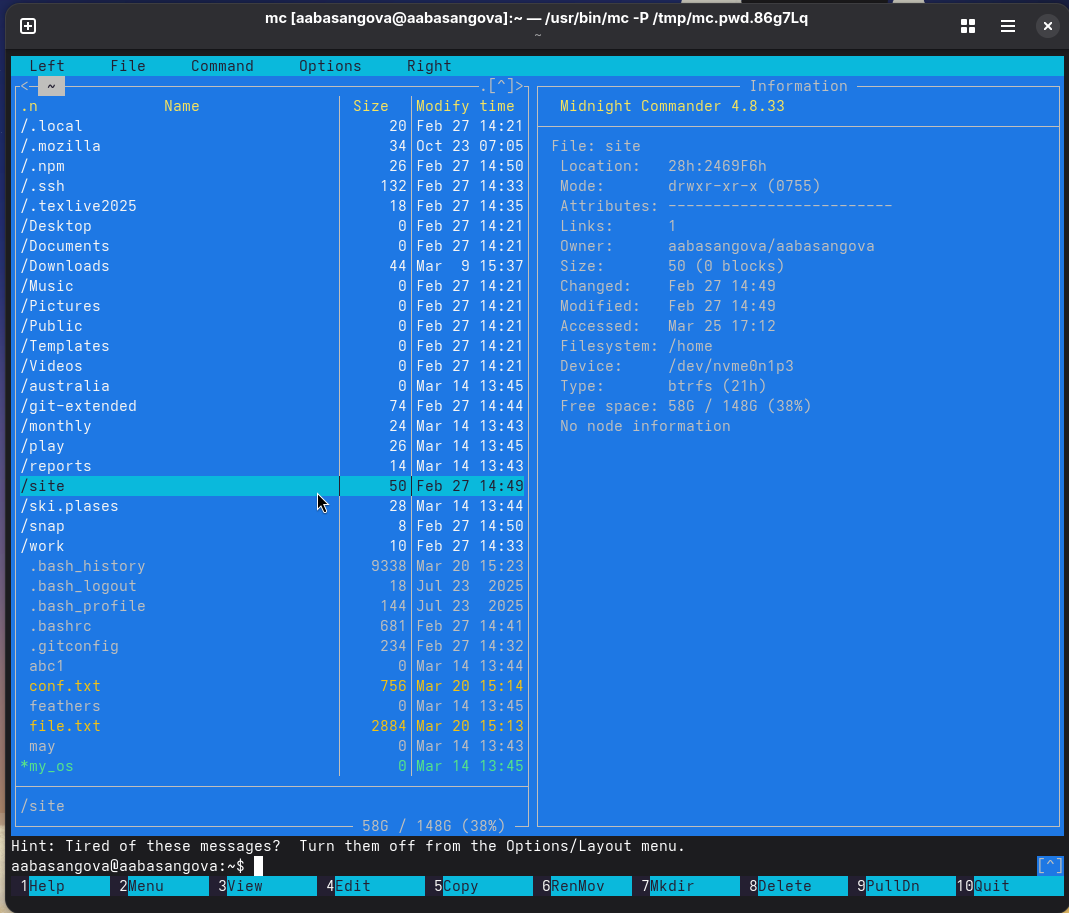 mc [aabasangova@aabasangova]:~ — /usr/bin/mc -P /tmp/mc.pwd.86g7Lq
~
Left File Command Options Right
<─ ~ .[^]>
.n Name Size Modify time
/.local 20 Feb 27 14:21
/.mozilla 34 Oct 23 07:05
/.npm 26 Feb 27 14:50
/.ssh 132 Feb 27 14:33
/.texlive2025 18 Feb 27 14:35
/Desktop 0 Feb 27 14:21
/Documents 0 Feb 27 14:21
/Downloads 44 Mar 9 15:37
/Music 0 Feb 27 14:21
/Pictures 0 Feb 27 14:21
/Public 0 Feb 27 14:21
/Templates 0 Feb 27 14:21
/Videos 0 Feb 27 14:21
/australia 0 Mar 14 13:45
/git-extended 74 Feb 27 14:44
/monthly 24 Mar 14 13:43
/play 26 Mar 14 13:45
/reports 14 Mar 14 13:43
/site 50 Feb 27 14:49
/ski.plases 28 Mar 14 13:44
/snap 8 Feb 27 14:50
/work 10 Feb 27 14:33
.bash_history 9338 Mar 20 15:23
.bash_logout 18 Jul 23 2025
.bash_profile 144 Jul 23 2025
.bashrc 681 Feb 27 14:41
.gitconfig 234 Feb 27 14:32
abc1 0 Mar 14 13:44
conf.txt 756 Mar 20 15:14
feathers 0 Mar 14 13:45
file.txt 2884 Mar 20 15:13
may 0 Mar 14 13:43
*my_os 0 Mar 14 13:45
/site
58G / 148G (38%)
Information
Midnight Commander 4.8.33
File: site
Location: 28h:2469F6h
Mode: drwxr-xr-x (0755)
Attributes: -------------------------
Links: 1
Owner: aabasangova/aabasangova
Size: 50 (0 blocks)
Changed: Feb 27 14:49
Modified: Feb 27 14:49
Accessed: Mar 25 17:12
Filesystem: /home
Device: /dev/nvme0n1p3
Type: btrfs (21h)
Free space: 58G / 148G (38%)
No node information
Hint: Tired of these messages? Turn them off from the Options/Layout menu.
aabasangova@aabasangova:~$ [^]
1Help 2Menu 3View 4Edit 5Copy 6RenMov 7Mkdir 8Delete 9PullDn 10Quit